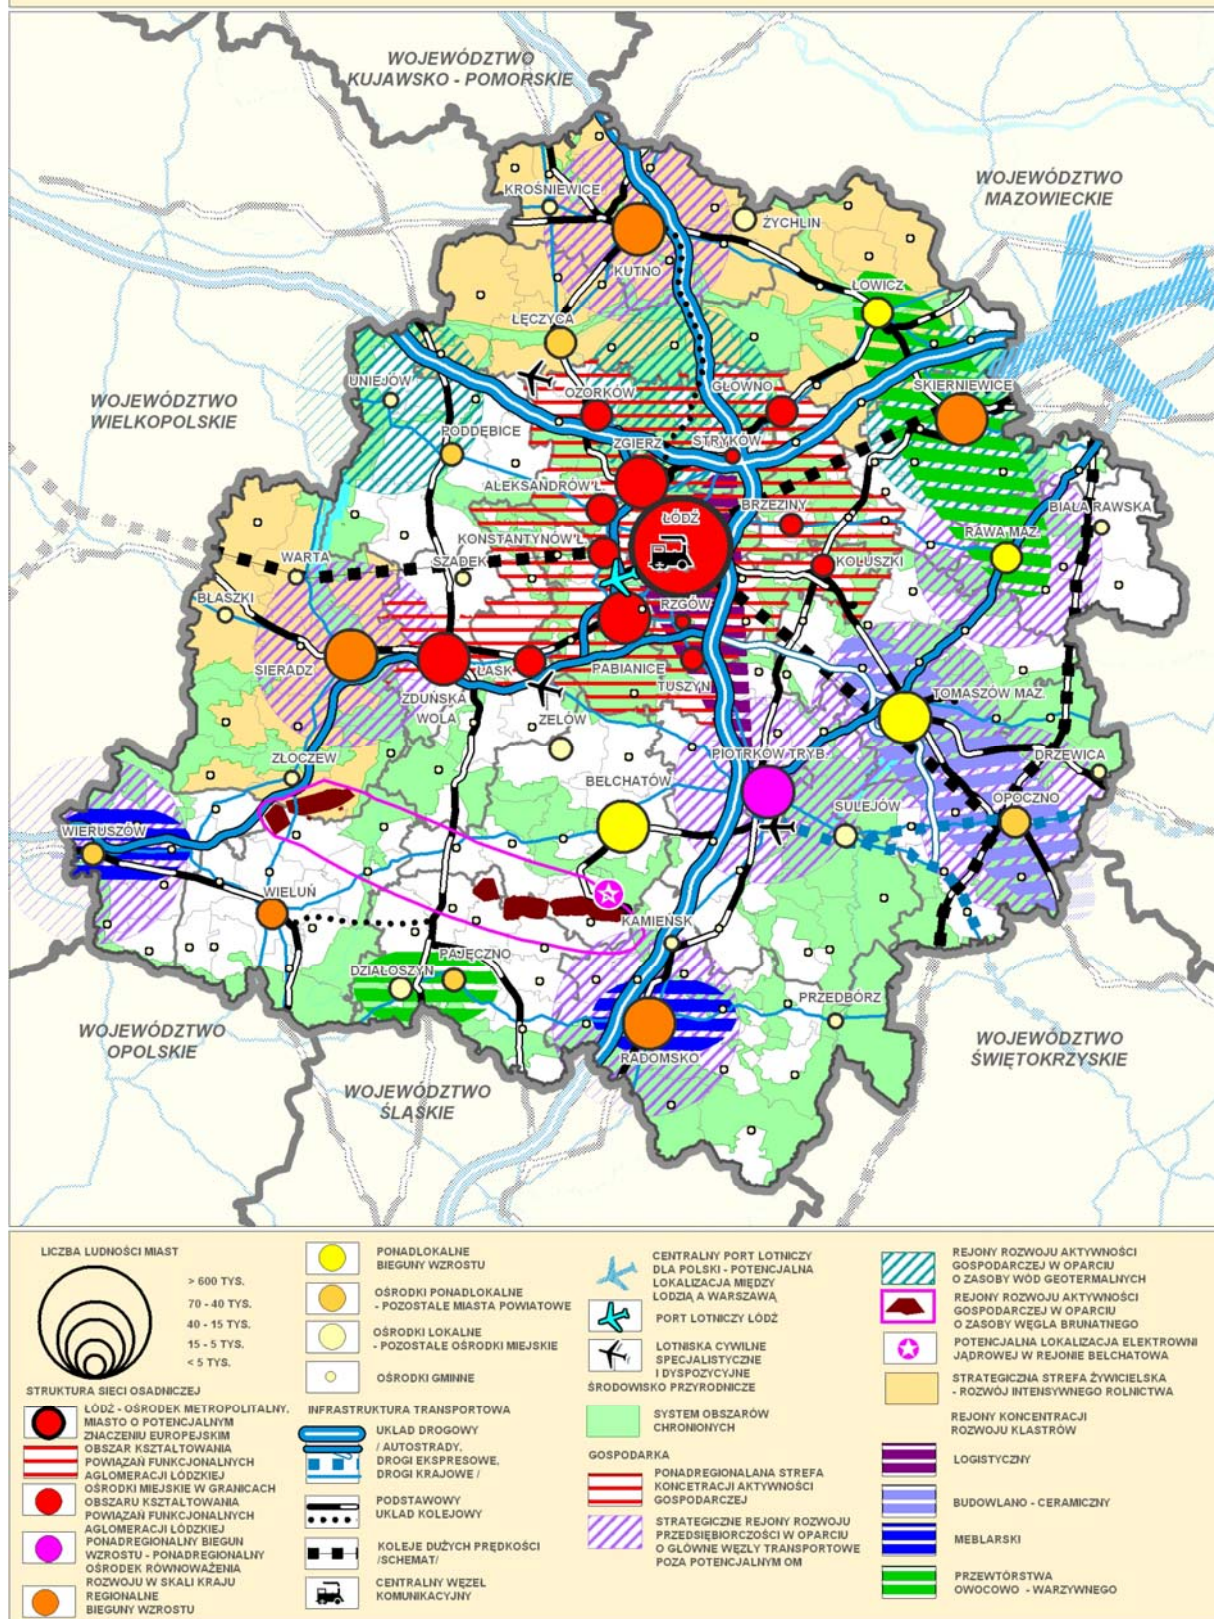 WOJEWÓDZTWO
KUJAWSKO - POMORSKIE
WOJEWÓDZTWO
MAZOWIECKIE
KROŚNIEWICE
ŻYCHLIN
KUTNO
ŁOWICZ
ŁĘCZYCA
UNIEJÓW
OZORKÓW
GŁOWNO
SKIERNIEWICE
WOJEWÓDZTWO
WIELKOPOLSKIE
PODDĘBICE
ZGIERZ
STRYKÓW
ALEKSANDRÓW Ł.
ŁÓDŹ
BRZEZINY
BIAŁA RAWSKA
KONSTANTYNÓW Ł.
RAWA MAZ.
WARTA
SZADEK
KOLUSZKI
BŁASZKI
RZGÓW
SIERADZ
ŁASK
PABIANICE
ZDUŃSKA
WOLA
TUSZYN
TOMASZÓW MAZ.
ZELÓW
ZŁOCZEW
PIOTRKÓW TRYB.
DRZEWICA
BEŁCHATÓW
SULEJÓW
OPOCZNO
WIERUSZÓW
WIELUŃ
KAMIEŃSK
PAJĘCZNO
DZIAŁOSZYN
PRZEDBÓRZ
WOJEWÓDZTWO
OPOLSKIE
RADOMSKO
WOJEWÓDZTWO
ŚWIĘTOKRZYSKIE
WOJEWÓDZTWO
ŚLĄSKIE
LICZBA LUDNOŚCI MIAST
> 600 TYS.
70 - 40 TYS.
40 - 15 TYS.
15 - 5 TYS.
< 5 TYS.
STRUKTURA SIECI OSADNICZEJ
ŁÓDŹ - OŚRODEK METROPOLITALNY.
MIASTO O POTENCJALNYM
ZNACZENIU EUROPEJSKIM
OBSZAR KSZTAŁTOWANIA
POWIĄZAŃ FUNKCJONALNYCH
AGLOMERACJI ŁÓDZKIEJ
OŚRODKI MIEJSKIE W GRANICACH
OBSZARU KSZTAŁTOWANIA
POWIĄZAŃ FUNKCJONALNYCH
AGLOMERACJI ŁÓDZKIEJ
PONADREGIONALNY BIEGUN
WZROSTU - PONADREGIONALNY
OŚRODEK RÓWNOWAŻENIA
ROZWOJU W SKALI KRAJU
REGIONALNE
BIEGUNY WZROSTU
PONADLOKALNE
BIEGUNY WZROSTU
OŚRODKI PONADLOKALNE
- POZOSTAŁE MIASTA POWIATOWE
OŚRODKI LOKALNE
- POZOSTAŁE OŚRODKI MIEJSKIE
OŚRODKI GMINNE
INFRASTRUKTURA TRANSPORTOWA
UKŁAD DROGOWY
/ AUTOSTRADY,
DROGI EKSPRESOWE,
DROGI KRAJOWE /
PODSTAWOWY
UKŁAD KOLEJOWY
KOLEJE DUŻYCH PRĘDKOŚCI
/SCHEMAT/
CENTRALNY WĘZEŁ
KOMUNIKACYJNY
CENTRALNY PORT LOTNICZY
DLA POLSKI - POTENCJALNA
LOKALIZACJA MIĘDZY
ŁODZIĄ A WARSZAWĄ
PORT LOTNICZY ŁÓDŹ
LOTNISKA CYWILNE
SPECJALISTYCZNE
I DYSPOZYCYJNE
ŚRODOWISKO PRZYRODNICZE
SYSTEM OBSZARÓW
CHRONIONYCH
GOSPODARKA
PONADREGIONALANA STREFA
KONCETRACJI AKTYWNOŚCI
GOSPODARCZEJ
STRATEGICZNE REJONY ROZWOJU
PRZEDSIĘBIORCZOŚCI W OPARCIU
O GŁÓWNE WĘZŁY TRANSPORTOWE
POZA POTENCJALNYM OM
REJONY ROZWOJU AKTYWNOŚCI
GOSPODARCZEJ W OPARCIU
O ZASOBY WÓD GEOTERMALNYCH
REJONY ROZWOJU AKTYWNOŚCI
GOSPODARCZEJ W OPARCIU
O ZASOBY WĘGLA BRUNATNEGO
POTENCJALNA LOKALIZACJA ELEKTROWNI
JĄDROWEJ W REJONIE BEŁCHATOWA
STRATEGICZNA STREFA ŻYWICIELSKA
- ROZWÓJ INTENSYWNEGO ROLNICTWA
REJONY KONCENTRACJI
ROZWOJU KLASTRÓW
LOGISTYCZNY
BUDOWLANO - CERAMICZNY
MEBLARSKI
PRZEWTÓRSTWA
OWOCOWO - WARZYWNEGO